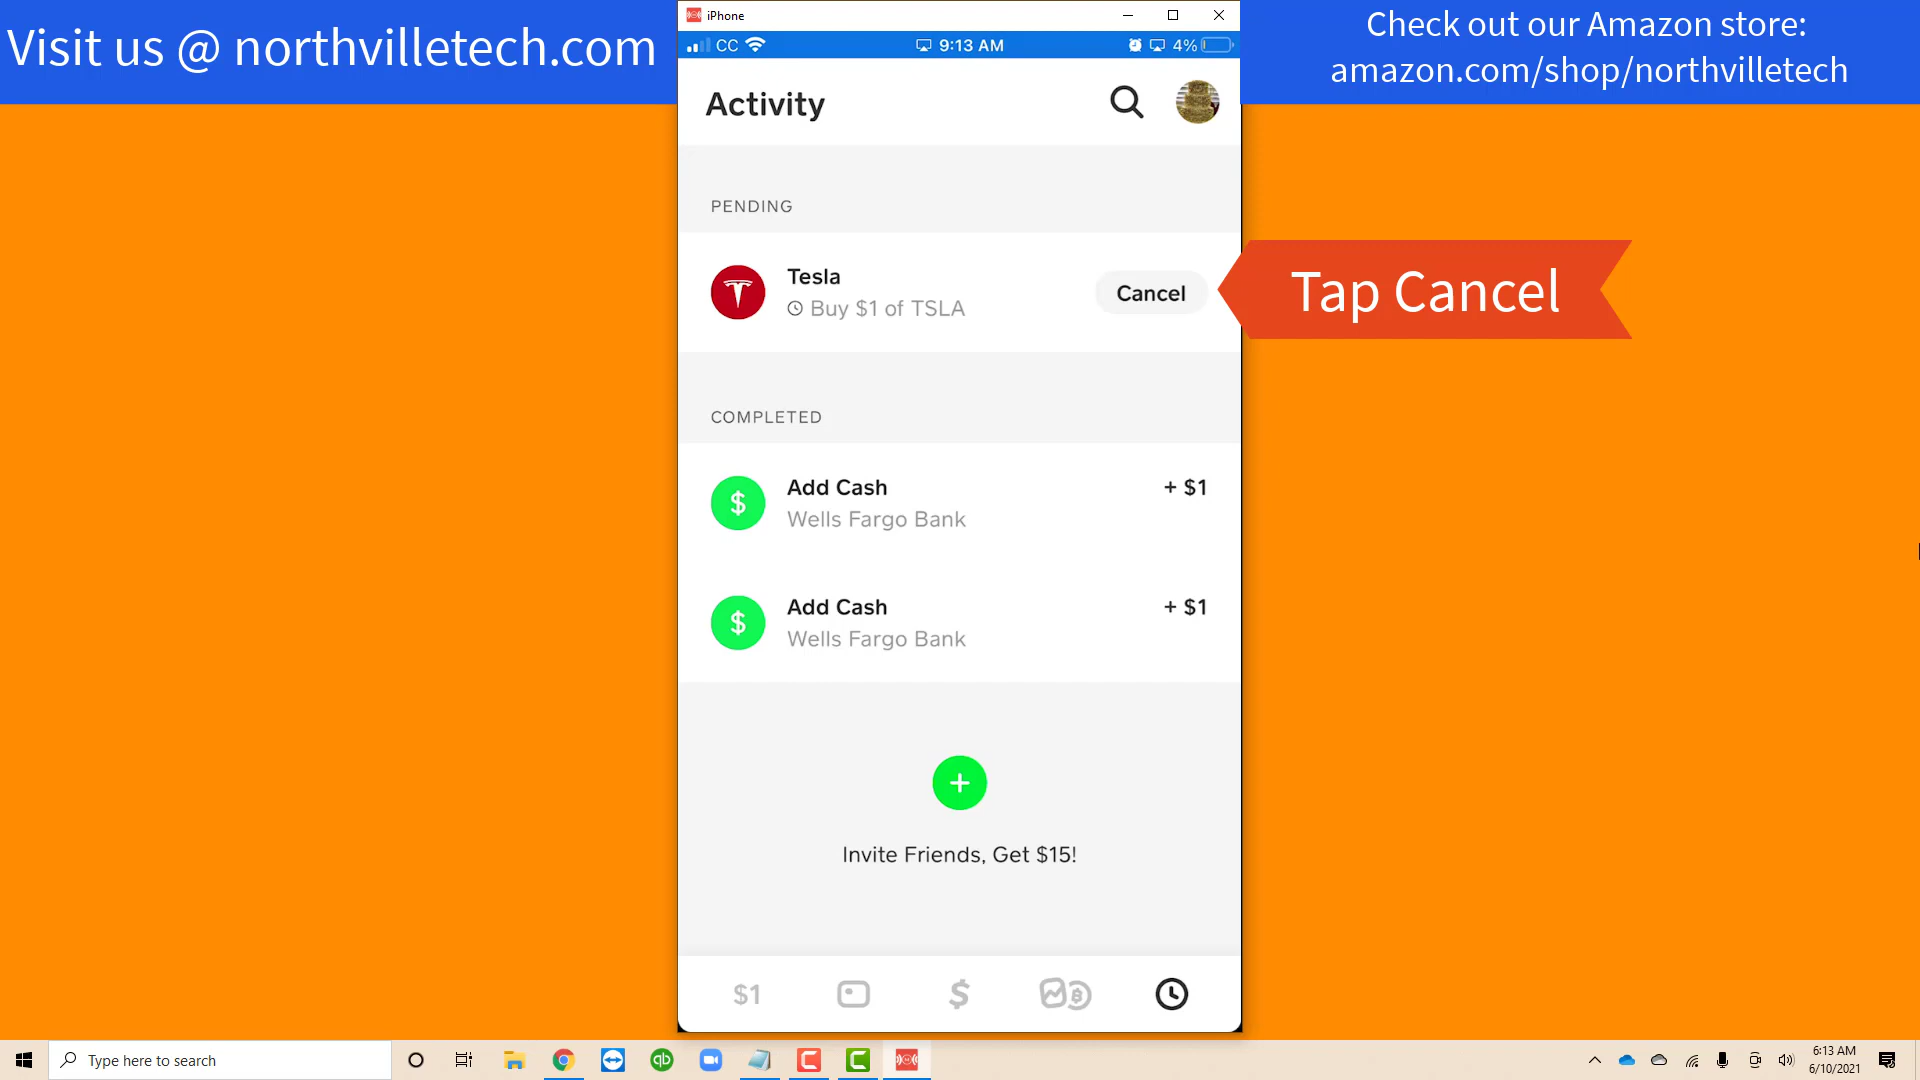 Visit us @ northvilletech.com
iPhone
Check out our Amazon store:
amazon.com/shop/northvilletech
CC 9:13 AM 4%
Activity
PENDING
Tesla
Buy $1 of TSLA
Cancel
Tap Cancel
COMPLETED
Add Cash + $1
Wells Fargo Bank
Add Cash + $1
Wells Fargo Bank
Invite Friends, Get $15!
$1
Type here to search
qb
6:13 AM
6/10/2021